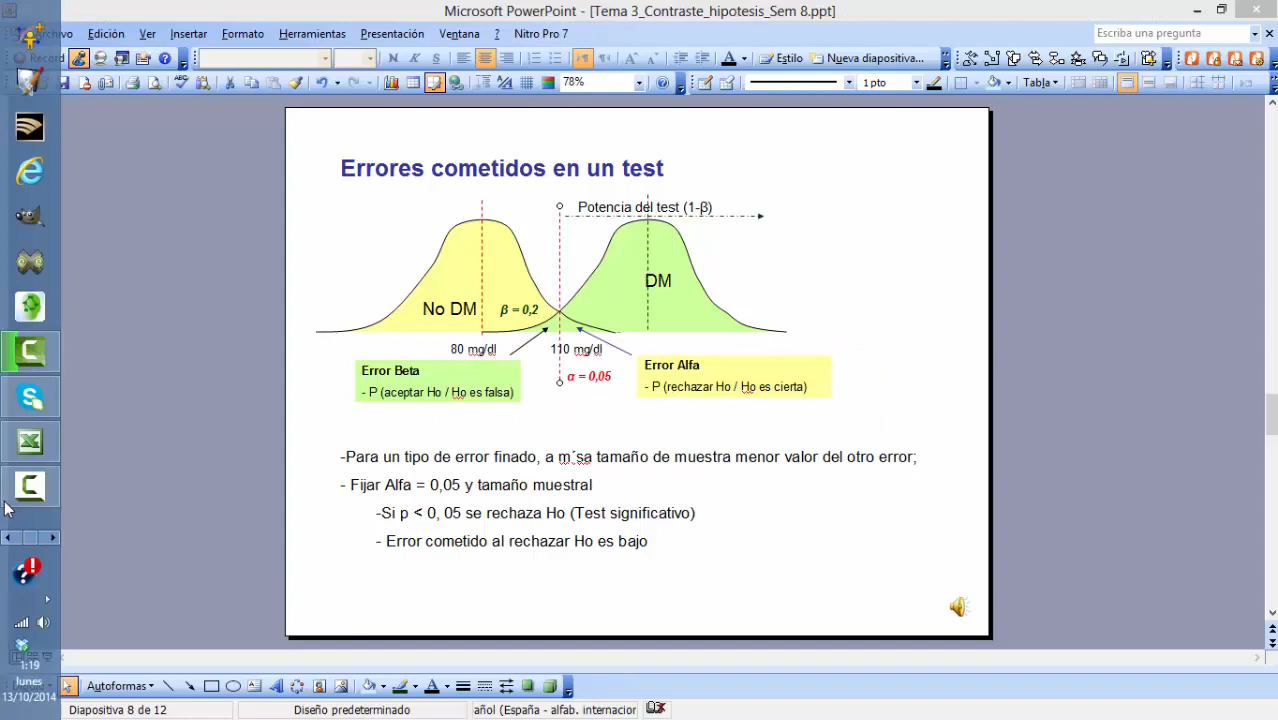 Microsoft PowerPoint - [Tema 3_Contraste_hipotesis_Sem 8.ppt]
Edición Ver Insertar Formato Herramientas Presentación Ventana ? Nitro Pro 7
Escriba una pregunta
Record
Estilo
Nueva diapositiva...
N K S
78%
1 pto
Tabla
Errores cometidos en un test
Potencia del test (1-β)
DM
No DM
β = 0,2
80 mg/dl
110 mg/dl
Error Beta
- P (aceptar Ho / Ho es falsa)
α = 0,05
Error Alfa
- P (rechazar Ho / Ho es cierta)
-Para un tipo de error finado, a m´sa tamaño de muestra menor valor del otro error;
- Fijar Alfa = 0,05 y tamaño muestral
-Si p < 0, 05 se rechaza Ho (Test significativo)
- Error cometido al rechazar Ho es bajo
1:19
lunes
13/10/2014
Autoformas
Diapositiva 8 de 12
Diseño predeterminado
añol (España - alfab. internacior